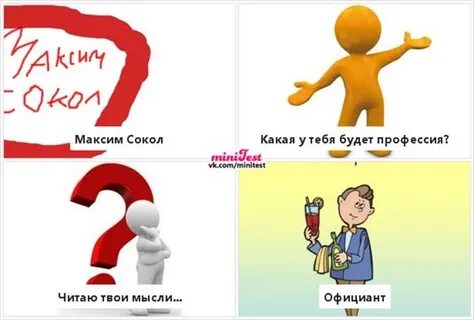 Максим
Сокол
Максим Сокол
Какая у тебя будет профессия?
miniTest
vk.com/minitest
Читаю твои мысли...
Официант